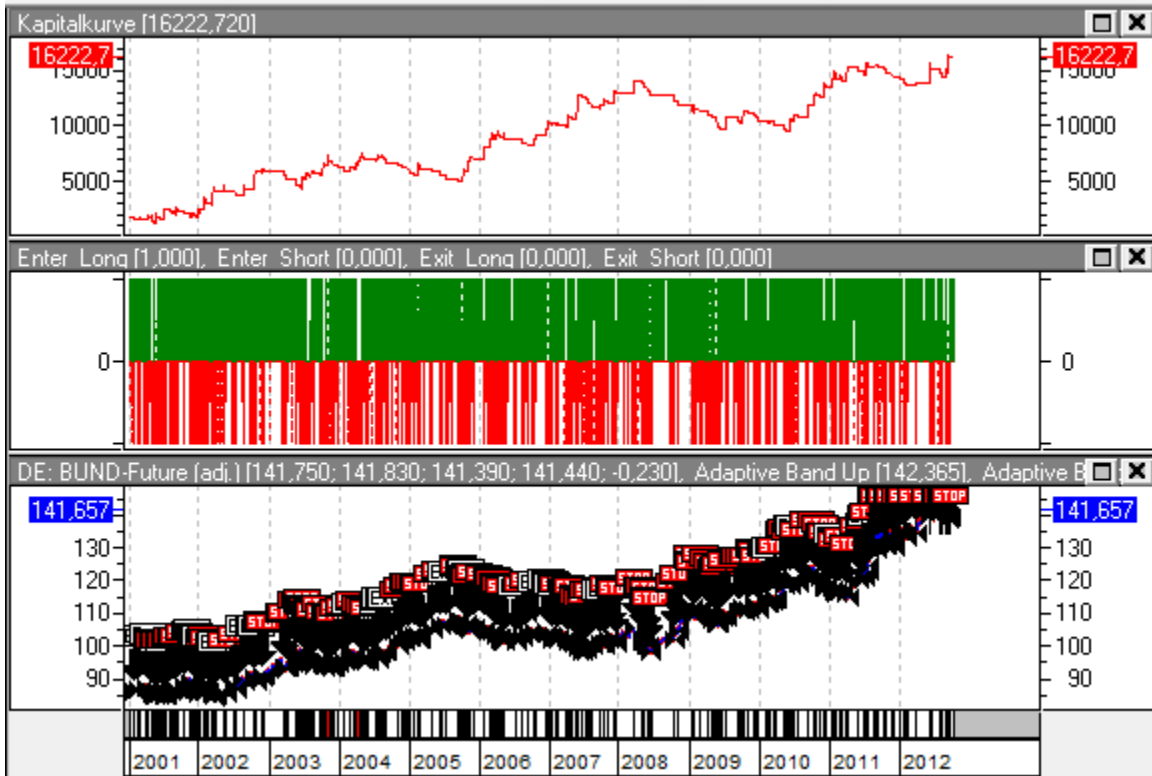 Kapitalkurve [16222,720]
16222,7 16222,7
15000 15000
10000 10000
5000 5000
Enter Long [1,000], Enter Short [0,000], Exit Long [0,000], Exit Short [0,000]
0 0
DE: BUND-Future (adj.) [141,750; 141,830; 141,390; 141,440; -0,230], Adaptive Band Up [142,365], Adaptive B
141,657 141,657
STOP
130 130
120 120
STOP
110 110
100 100
90 90
2001 2002 2003 2004 2005 2006 2007 2008 2009 2010 2011 2012